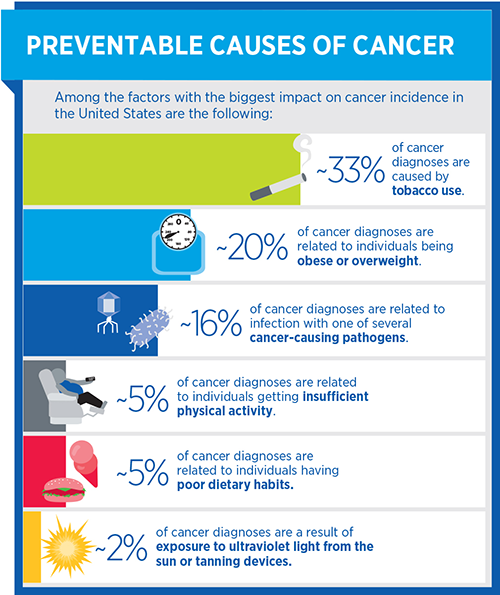 PREVENTABLE CAUSES OF CANCER
Among the factors with the biggest impact on cancer incidence in
the United States are the following:
~33%
of cancer
diagnoses are
caused by
tobacco use.
~20%
of cancer diagnoses are
related to individuals being
obese or overweight.
~16%
of cancer diagnoses are related to
infection with one of several
cancer-causing pathogens.
~5%
of cancer diagnoses are related
to individuals getting insufficient
physical activity.
~5%
of cancer diagnoses are
related to individuals having
poor dietary habits.
~2%
of cancer diagnoses are a result of
exposure to ultraviolet light from the
sun or tanning devices.